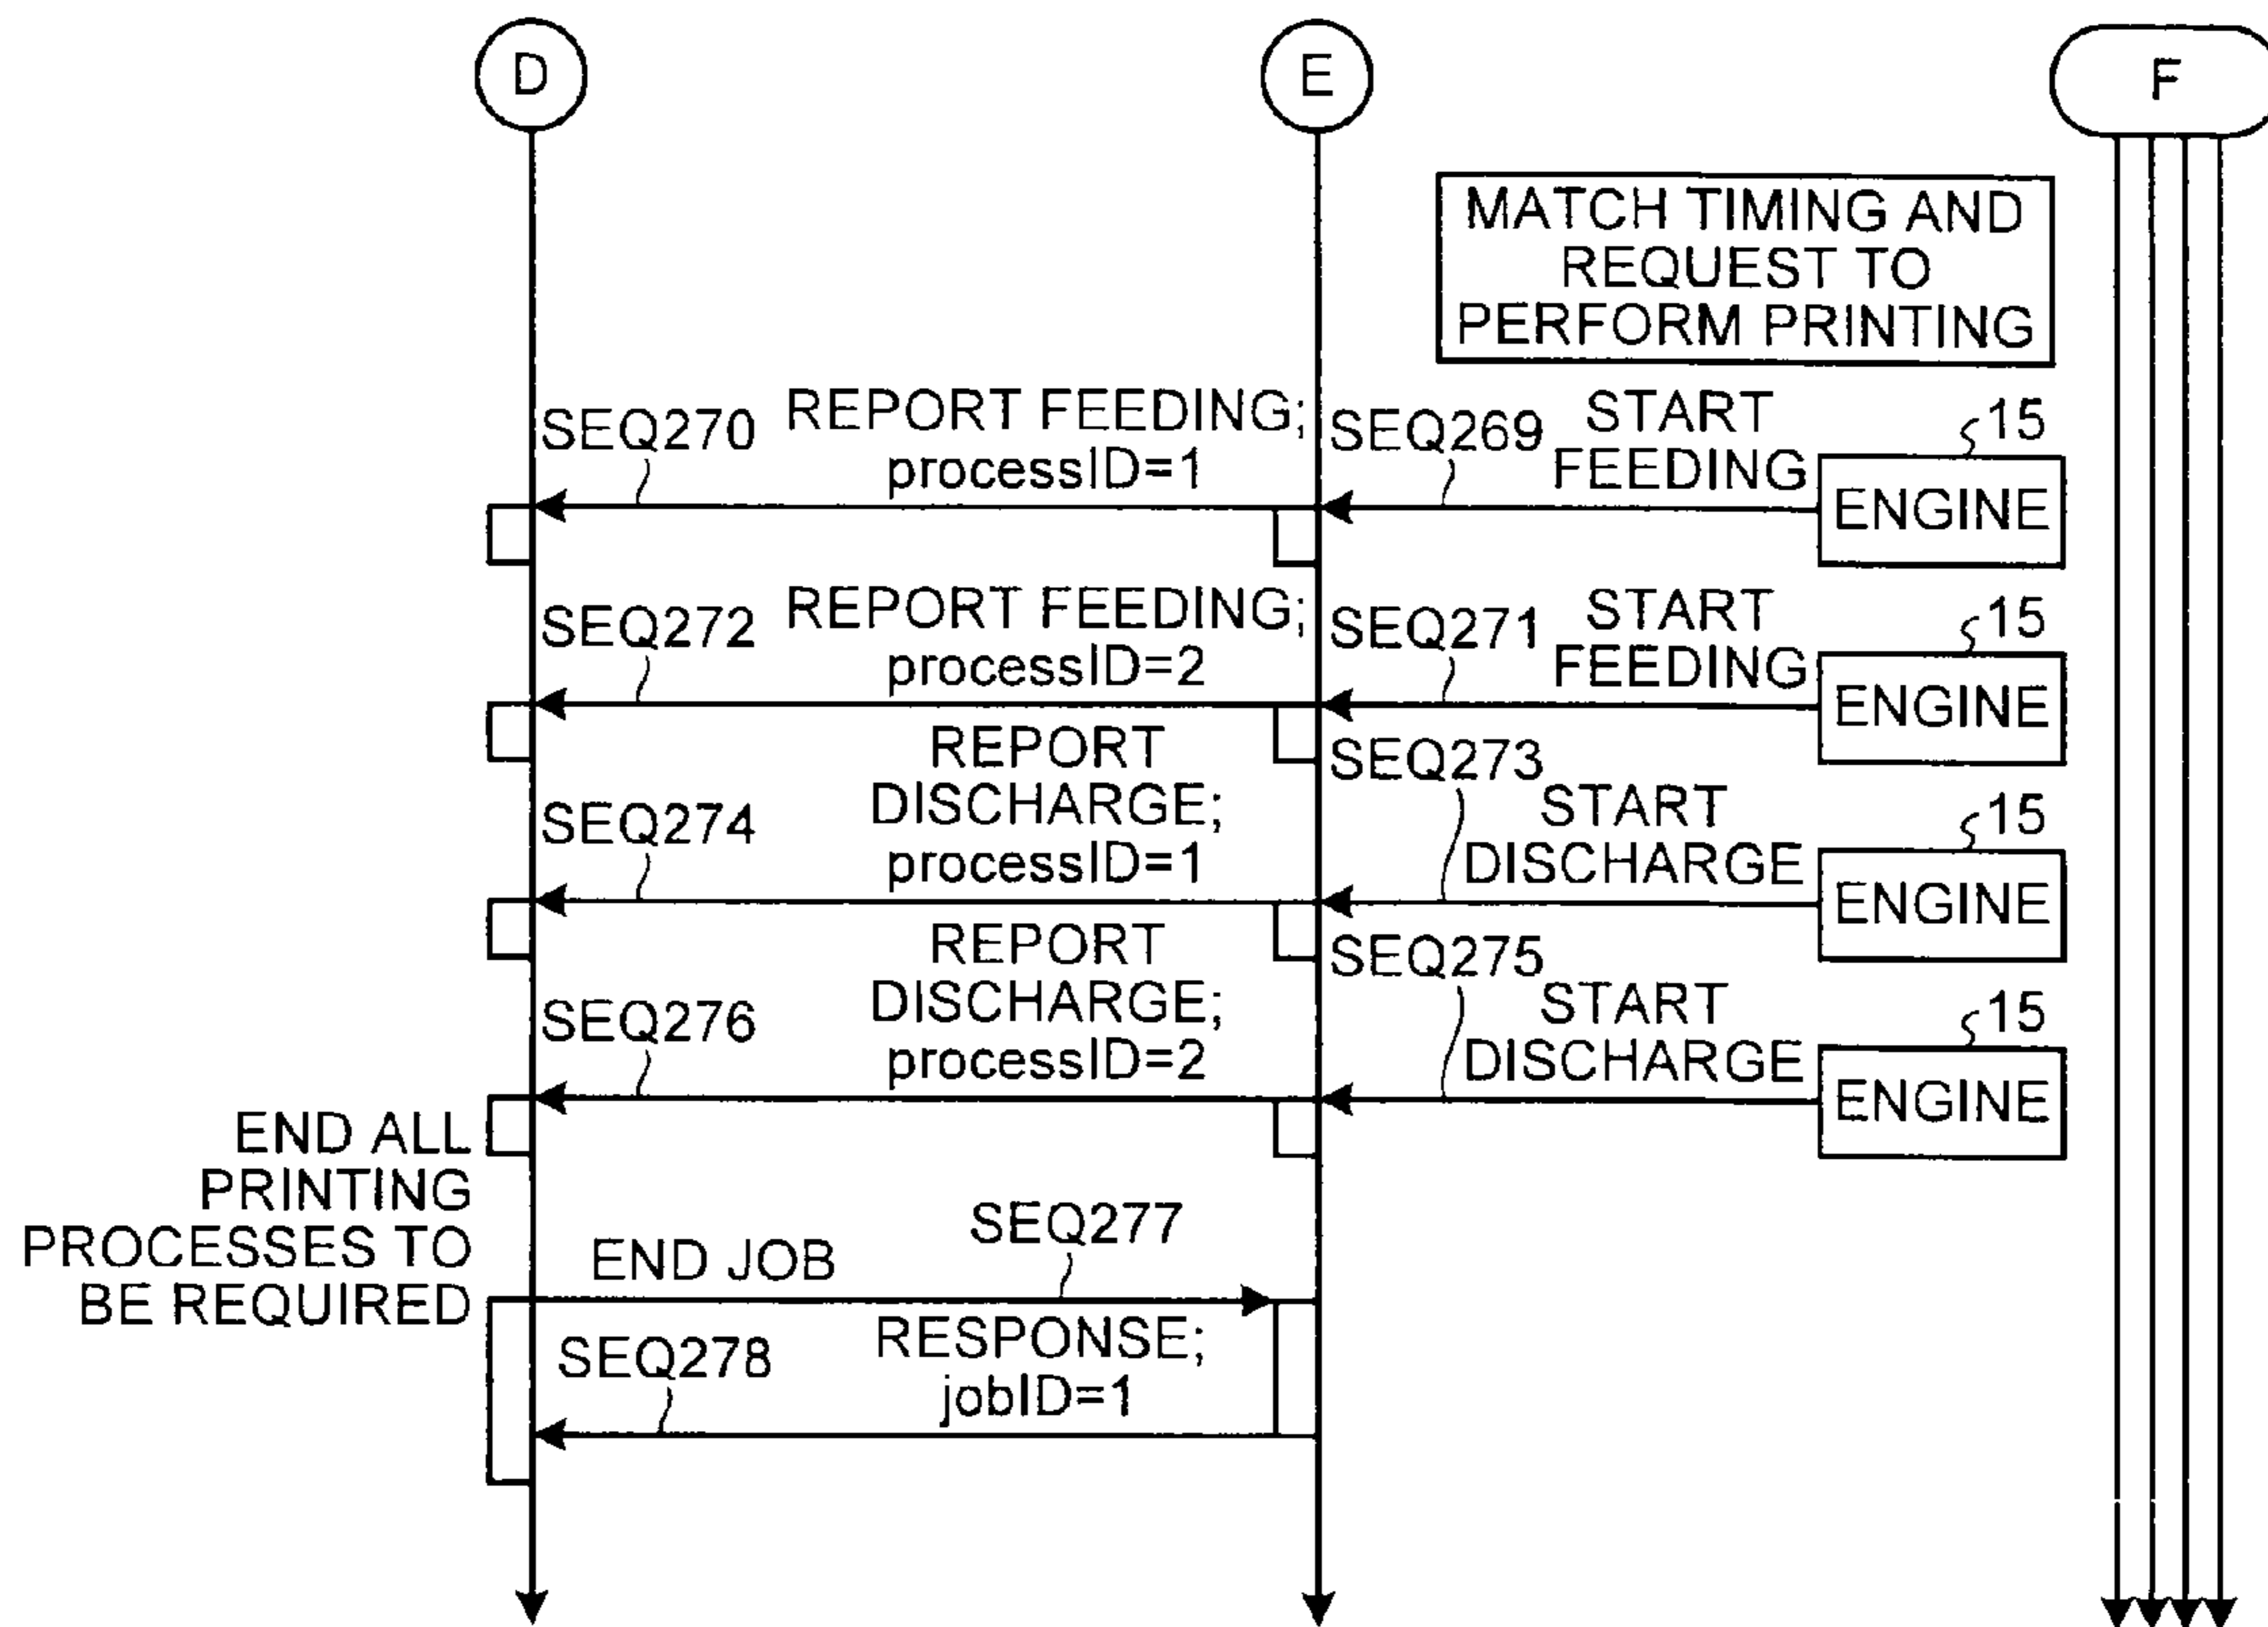 D
E
F
MATCH TIMING AND
REQUEST TO
PERFORM PRINTING
SEQ270
REPORT FEEDING;
processID=1
SEQ269
START
FEEDING
15
ENGINE
SEQ272
REPORT FEEDING;
processID=2
SEQ271
START
FEEDING
15
ENGINE
SEQ274
REPORT
DISCHARGE;
processID=1
SEQ273
START
DISCHARGE
15
ENGINE
SEQ276
REPORT
DISCHARGE;
processID=2
SEQ275
START
DISCHARGE
15
ENGINE
END ALL
PRINTING
PROCESSES TO
BE REQUIRED
END JOB
SEQ277
SEQ278
RESPONSE;
jobID=1